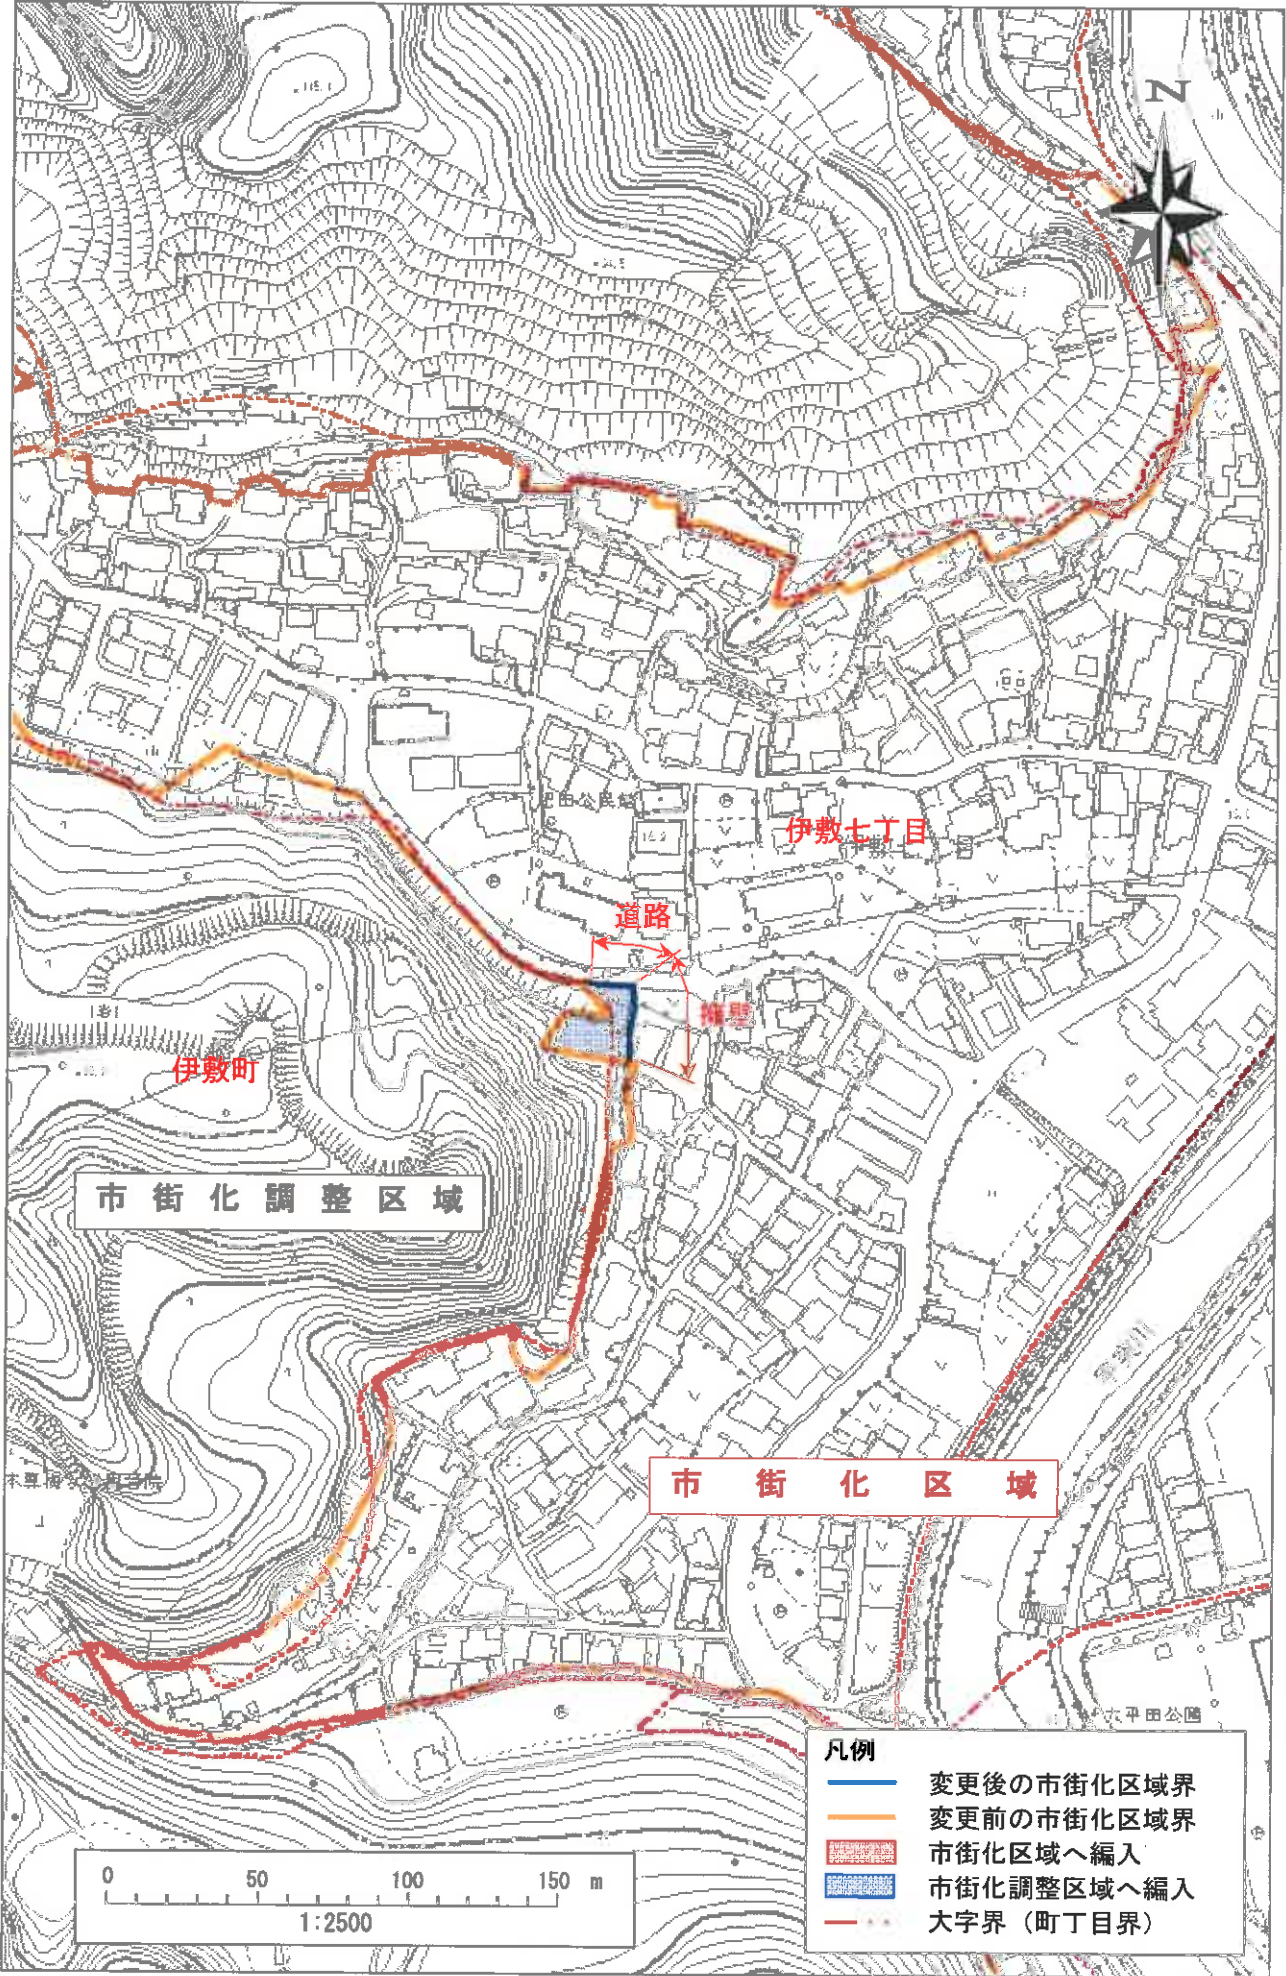 N
伊敷七丁目
道路
擁壁
伊敷町
市街化調整区域
市街化区域
凡例
変更後の市街化区域界
変更前の市街化区域界
市街化区域へ編入
市街化調整区域へ編入
大字界（町丁目界）
0 50 100 150 m
1:2500